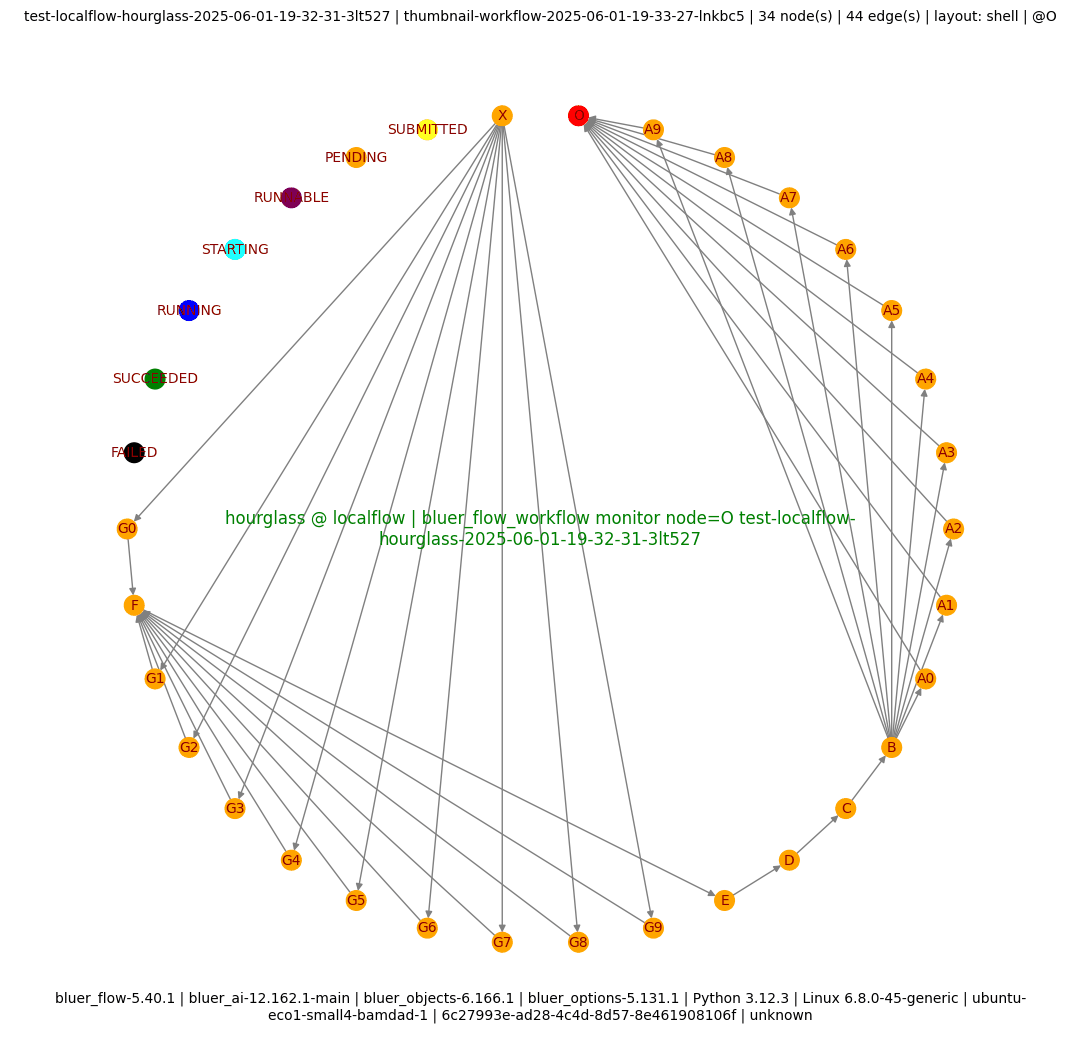 test-localflow-hourglass-2025-06-01-19-32-31-3lt527 | thumbnail-workflow-2025-06-01-19-33-27-lnkbc5 | 34 node(s) | 44 edge(s) | layout: shell | @O
X
O
SUBMITTED
A9
PENDING
A8
RUNNABLE
A7
STARTING
A6
RUNNING
A5
SUCCEEDED
A4
FAILED
A3
hourglass @ localflow | bluer_flow_workflow monitor node=O test-localflow-
hourglass-2025-06-01-19-32-31-3lt527
G0
A2
F
A1
G1
A0
G2
B
G3
C
G4
D
G5
E
G6
G9
G7
G8
bluer_flow-5.40.1 | bluer_ai-12.162.1-main | bluer_objects-6.166.1 | bluer_options-5.131.1 | Python 3.12.3 | Linux 6.8.0-45-generic | ubuntu-
eco1-small4-bamdad-1 | 6c27993e-ad28-4c4d-8d57-8e461908106f | unknown